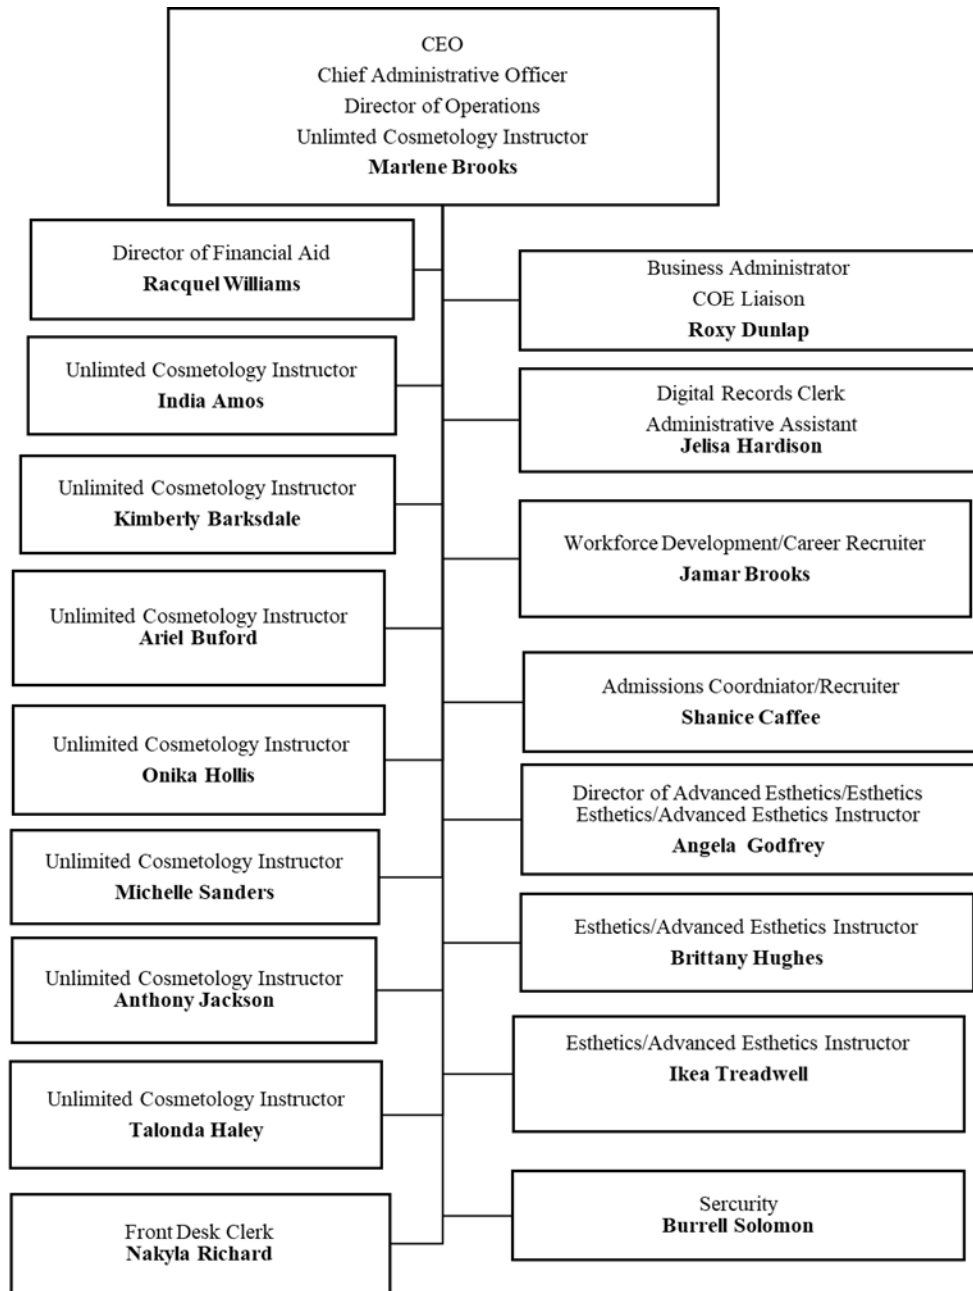 CEO
Chief Administrative Officer
Director of Operations
Unlimted Cosmetology Instructor
Marlene Brooks
Director of Financial Aid
Racquel Williams
Business Administrator
COE Liaison
Roxy Dunlap
Unlimted Cosmetology Instructor
India Amos
Digital Records Clerk
Administrative Assistant
Jelisa Hardison
Unlimited Cosmetology Instructor
Kimberly Barksdale
Workforce Development/Career Recruiter
Jamar Brooks
Unlimited Cosmetology Instructor
Ariel Buford
Admissions Coordniator/Recruiter
Shanice Caffee
Unlimited Cosmetology Instructor
Onika Hollis
Director of Advanced Esthetics/Esthetics
Esthetics/Advanced Esthetics Instructor
Angela Godfrey
Unlimited Cosmetology Instructor
Michelle Sanders
Esthetics/Advanced Esthetics Instructor
Brittany Hughes
Unlimited Cosmetology Instructor
Anthony Jackson
Esthetics/Advanced Esthetics Instructor
Ikea Treadwell
Unlimited Cosmetology Instructor
Talonda Haley
Sercurity
Burrell Solomon
Front Desk Clerk
Nakyla Richard